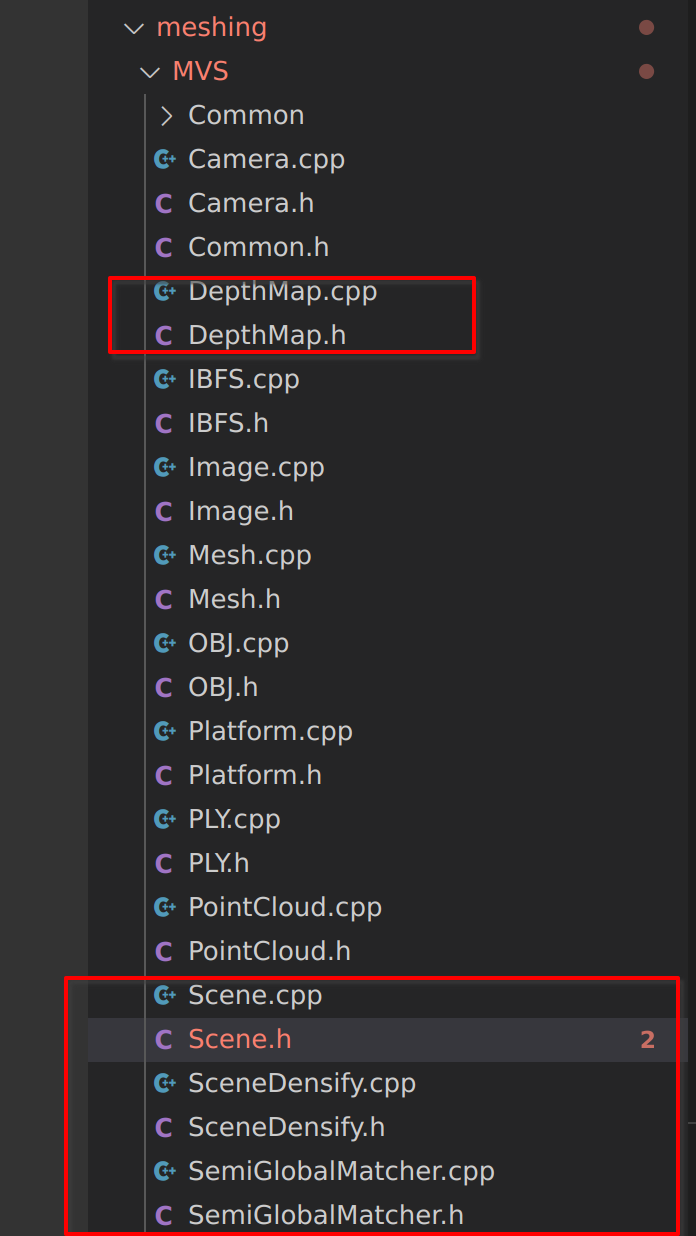 meshing
MVS
Common
C++ Camera.cpp
C Camera.h
C Common.h
C++ DepthMap.cpp
C DepthMap.h
C++ IBFS.cpp
C IBFS.h
C++ Image.cpp
C Image.h
C++ Mesh.cpp
C Mesh.h
C++ OBJ.cpp
C OBJ.h
C++ Platform.cpp
C Platform.h
C++ PLY.cpp
C PLY.h
C++ PointCloud.cpp
C PointCloud.h
C++ Scene.cpp
C Scene.h 2
C++ SceneDensify.cpp
C SceneDensify.h
C++ SemiGlobalMatcher.cpp
C SemiGlobalMatcher.h